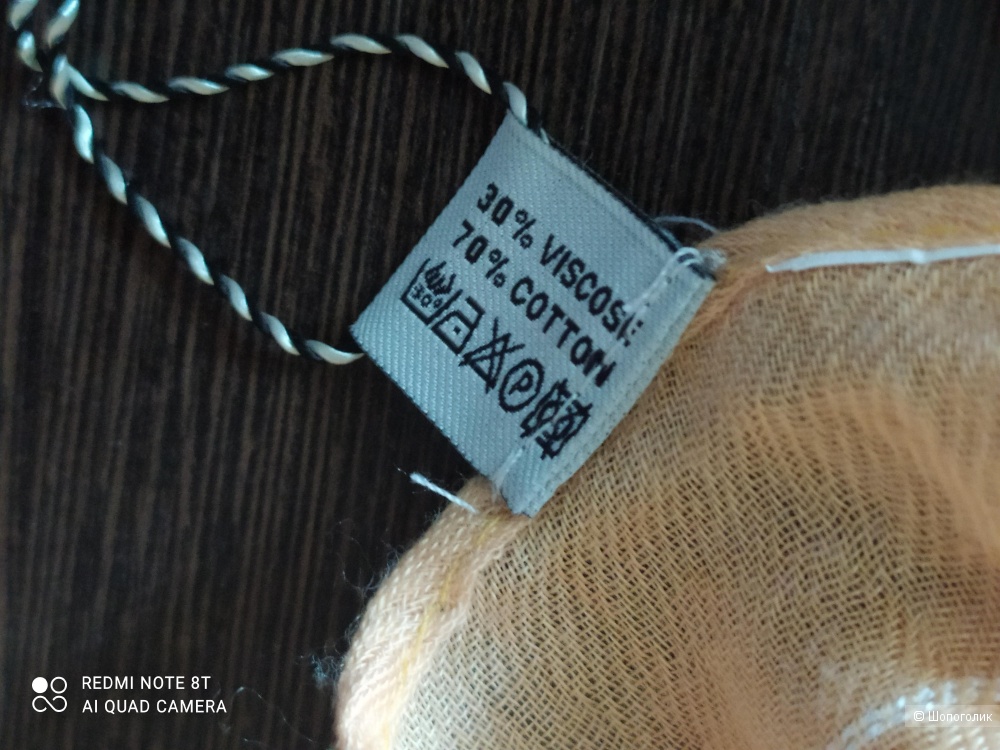 30% VISCOSE
70% COTTON
30°
P
REDMI NOTE 8T
AI QUAD CAMERA
© Шопоголик